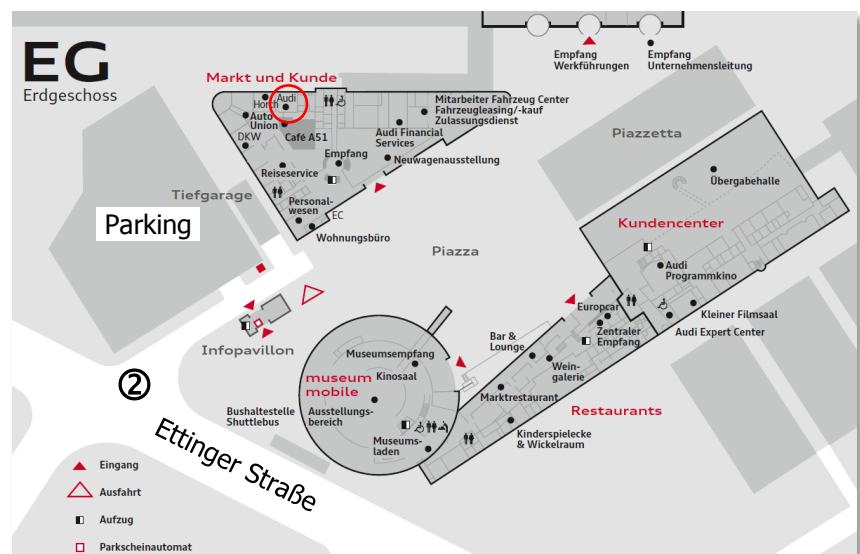 EG
Erdgeschoss
Empfang
Werkführungen
Empfang
Unternehmensleitung
Markt und Kunde
Audi
Horch
Auto
Union
DKW
Café A51
Mitarbeiter Fahrzeug Center
Fahrzeugleasing/-kauf
Zulassungsdienst
Audi Financial
Services
Empfang
Neuwagenausstellung
Reiseservice
Personal-
wesen
EC
Wohnungsbüro
Tiefgarage
Parking
Piazzetta
Übergabehalle
Kundencenter
Piazza
Audi
Programmkino
Kleiner Filmsaal
Audi Expert Center
Europcar
Zentraler
Empfang
Bar &
Lounge
Wein-
galerie
Marktrestaurant
Restaurants
Kinderspielecke
& Wickelraum
Infopavillon
Museumsempfang
Kinosaal
museum
mobile
Ausstellungs-
bereich
Museums-
laden
2
Bushaltestelle
Shuttlebus
Ettinger Straße
Eingang
Ausfahrt
Aufzug
Parkscheinautomat